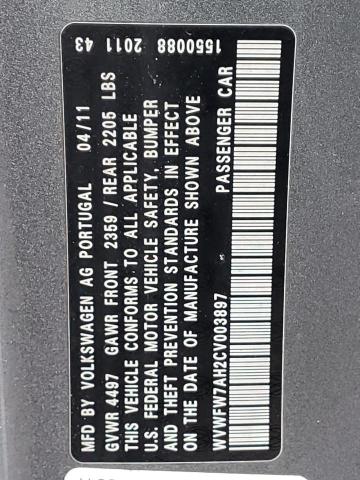 MFD BY VOLKSWAGEN AG PORTUGAL 04/11 2011 43 1550088
GVWR 4497 GAWR FRONT 2359 / REAR 2205 LBS
THIS VEHICLE CONFORMS TO ALL APPLICABLE
U.S. FEDERAL MOTOR VEHICLE SAFETY, BUMPER
AND THEFT PREVENTION STANDARDS IN EFFECT
ON THE DATE OF MANUFACTURE SHOWN ABOVE
WVWFW7AH2CV003897 PASSENGER CAR